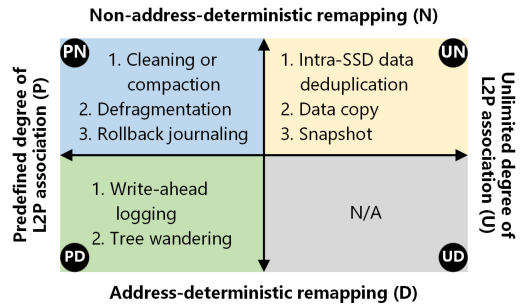 Non-address-deterministic remapping (N)
Predefined degree of
L2P association (P)
PN
1. Cleaning or
compaction
2. Defragmentation
3. Rollback journaling
UN
1. Intra-SSD data
deduplication
2. Data copy
3. Snapshot
Unlimited degree of
L2P association (U)
PD
1. Write-ahead
logging
2. Tree wandering
N/A
UD
Address-deterministic remapping (D)